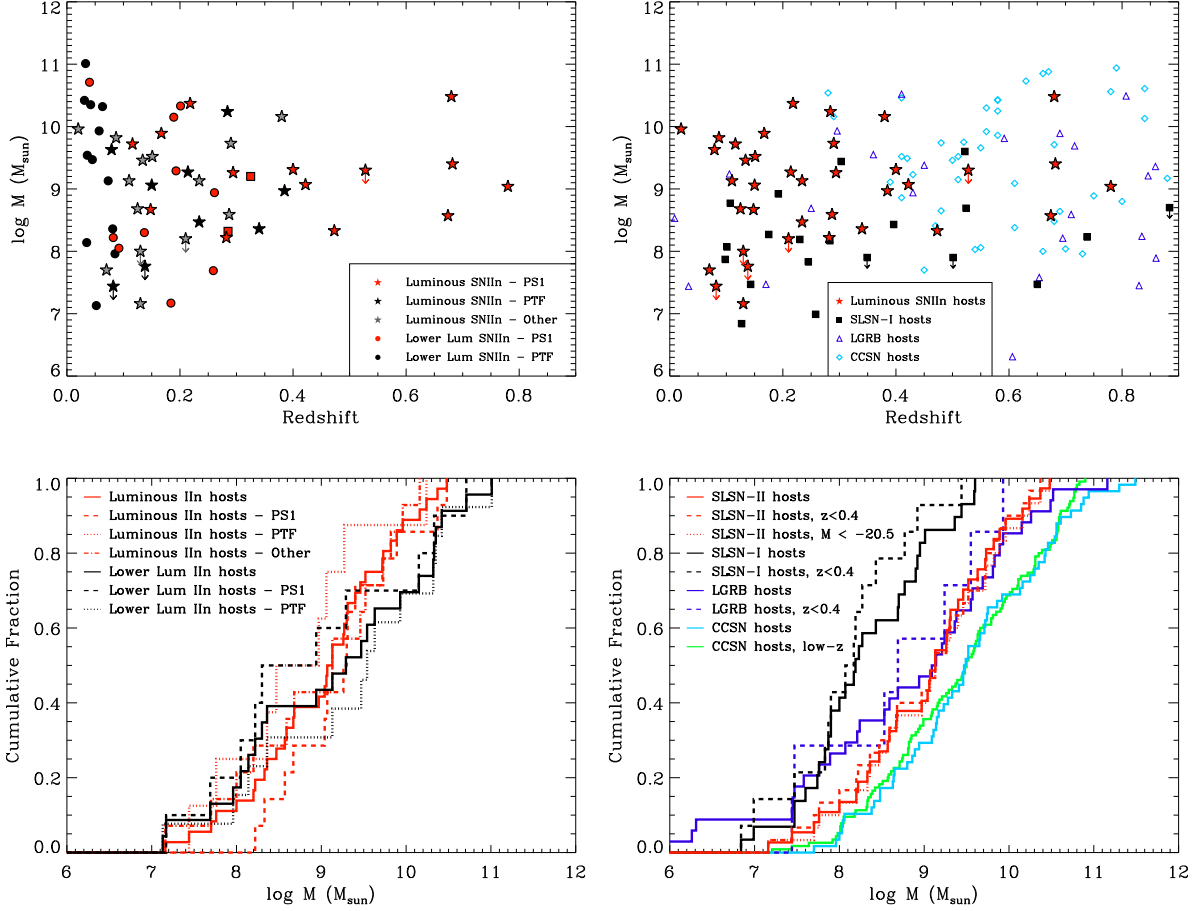 12
11
10
9
8
7
6
log M (M_sun)
0.0 0.2 0.4 0.6 0.8
Redshift
Luminous SNIIn - PS1
Luminous SNIIn - PTF
Luminous SNIIn - Other
Lower Lum SNIIn - PS1
Lower Lum SNIIn - PTF
12
11
10
9
8
7
6
log M (M_sun)
0.0 0.2 0.4 0.6 0.8
Redshift
Luminous SNIIn hosts
SLSN-I hosts
LGRB hosts
CCSN hosts
1.0
0.8
0.6
0.4
0.2
0.0
Cumulative Fraction
6 7 8 9 10 11 12
log M (M_sun)
Luminous IIn hosts
Luminous IIn hosts - PS1
Luminous IIn hosts - PTF
Luminous IIn hosts - Other
Lower Lum IIn hosts
Lower Lum IIn hosts - PS1
Lower Lum IIn hosts - PTF
1.0
0.8
0.6
0.4
0.2
0.0
Cumulative Fraction
6 7 8 9 10 11 12
log M (M_sun)
SLSN-II hosts
SLSN-II hosts, z<0.4
SLSN-II hosts, M < -20.5
SLSN-I hosts
SLSN-I hosts, z<0.4
LGRB hosts
LGRB hosts, z<0.4
CCSN hosts
CCSN hosts, low-z